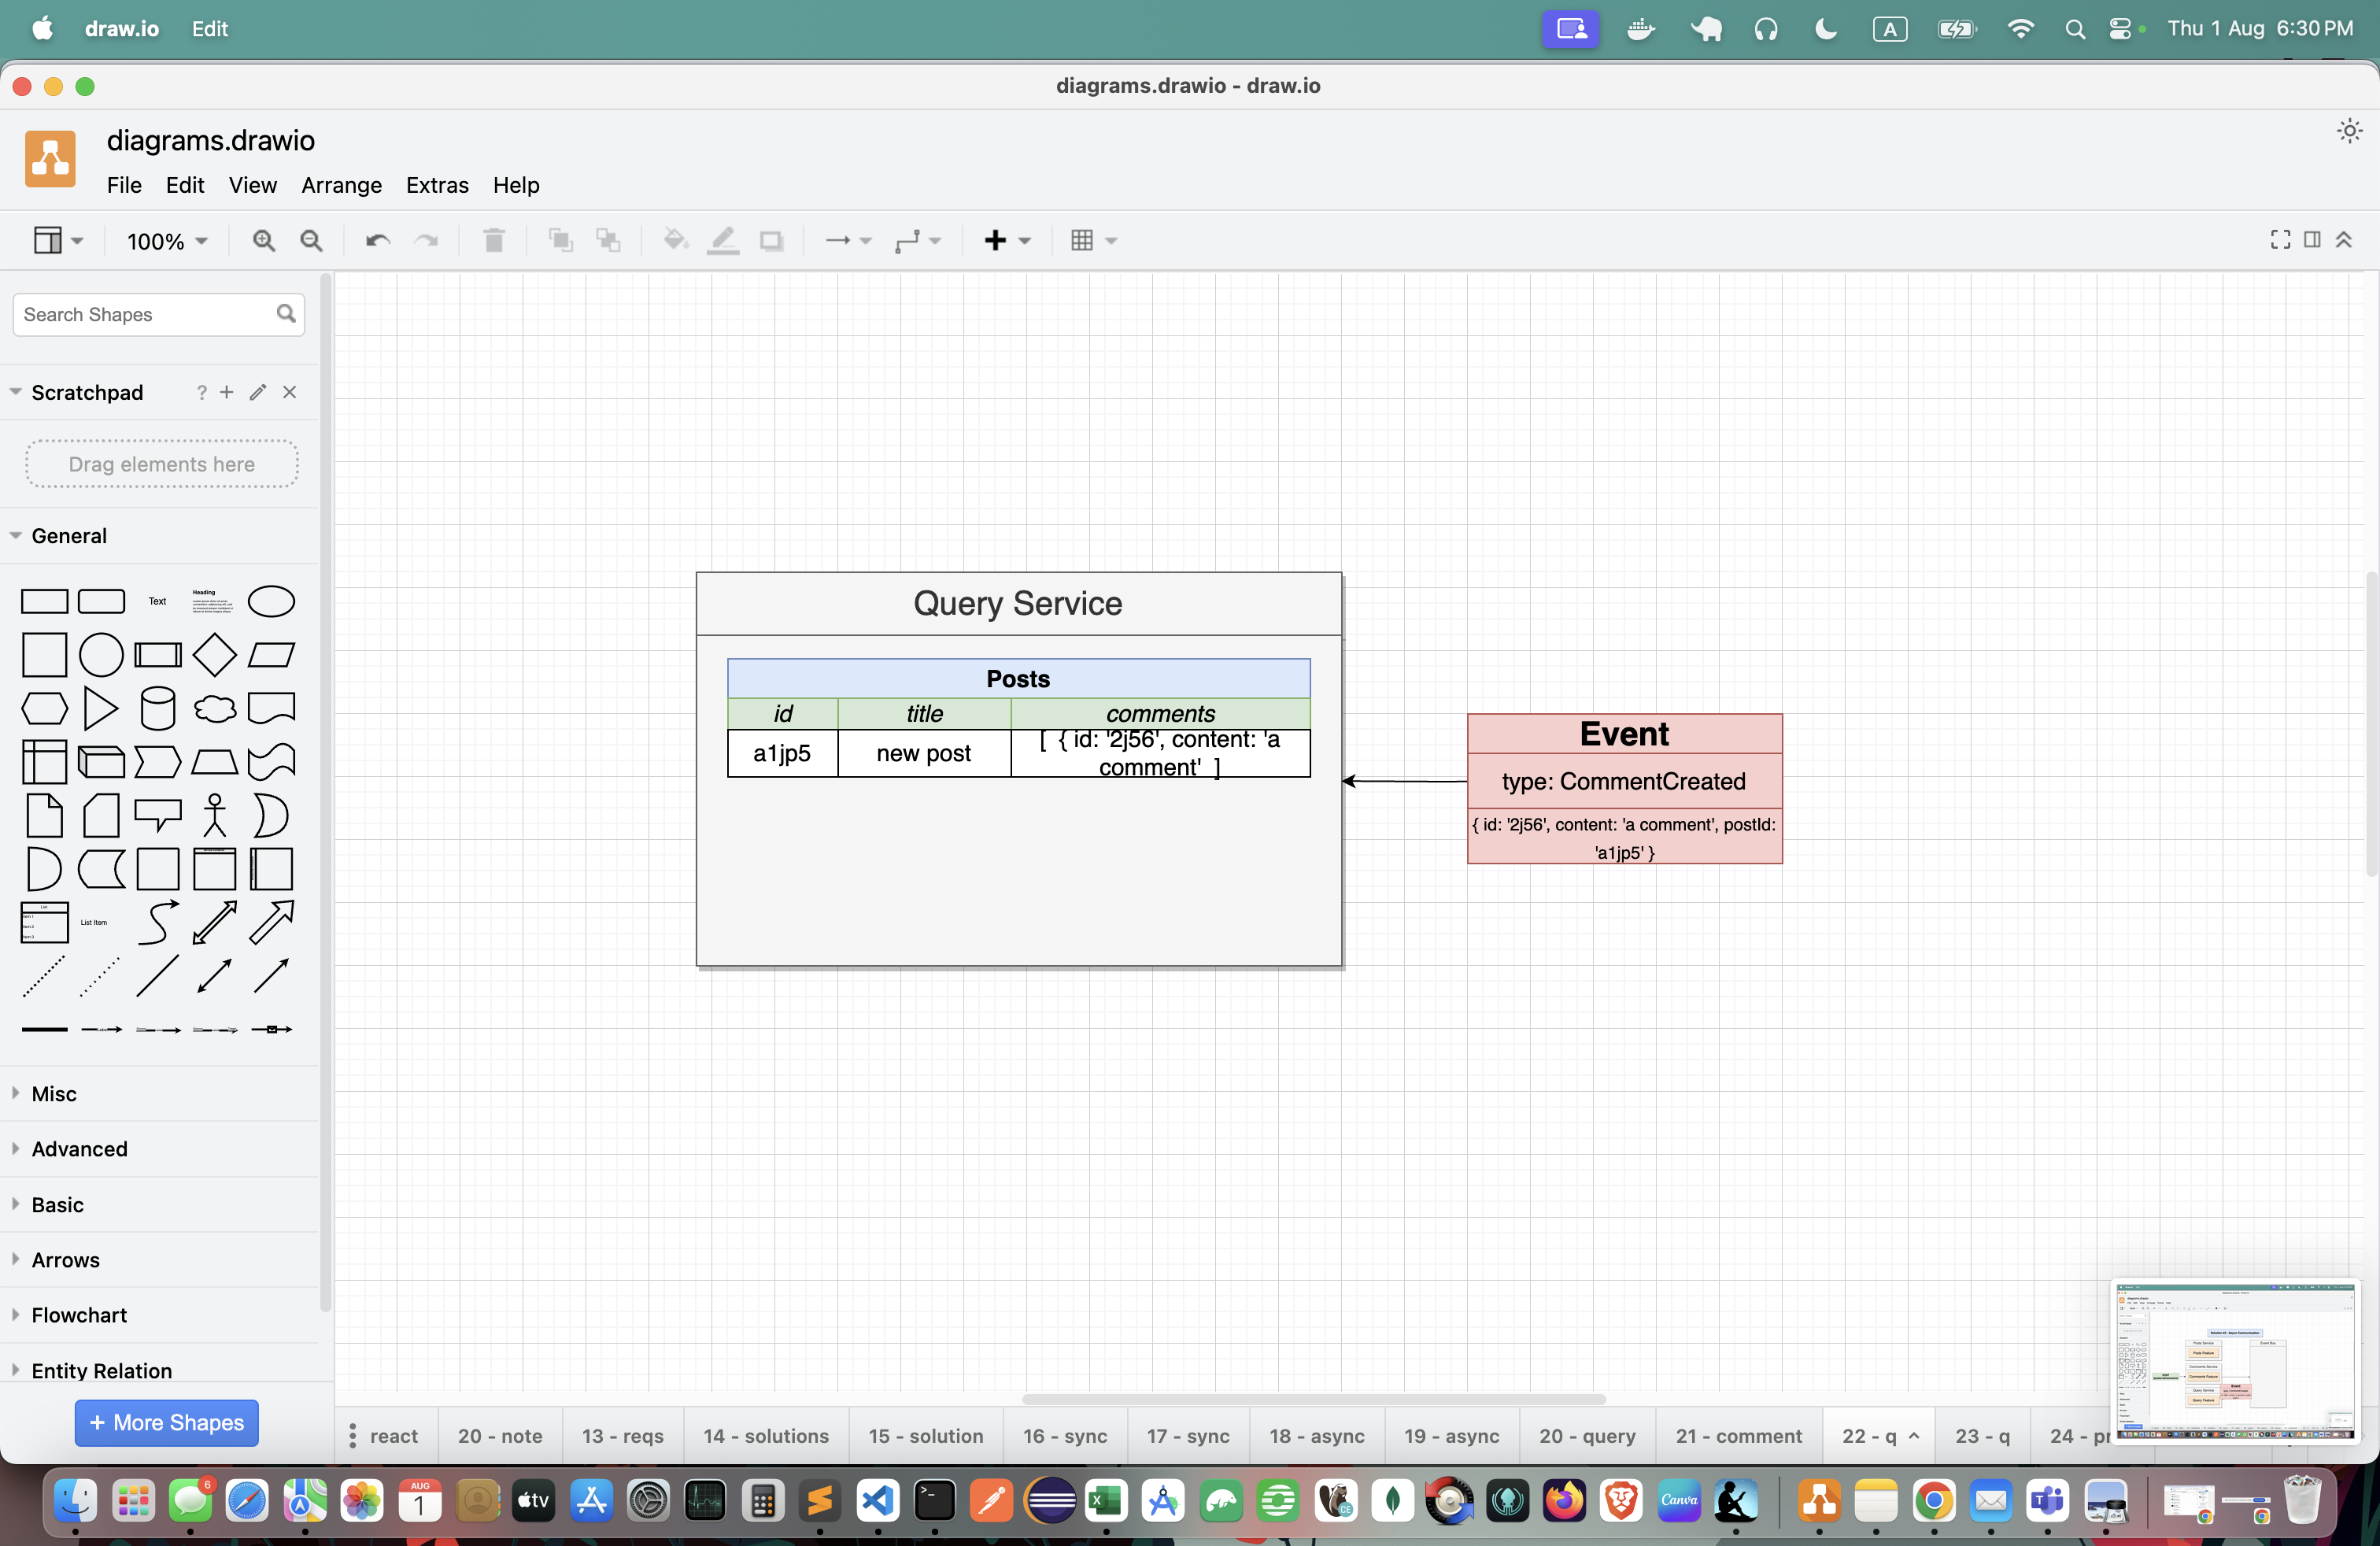 draw.io Edit
A
Thu 1 Aug 6:30 PM
diagrams.drawio - draw.io
diagrams.drawio
File Edit View Arrange Extras Help
100%
Search Shapes
Scratchpad ? +
Drag elements here
General
Text
Heading
List
List Item
Misc
Advanced
Basic
Arrows
Flowchart
Entity Relation
+ More Shapes
Query Service
Posts
id title comments
a1jp5 new post [ { id: '2j56', content: 'a
comment' ]
Event
type: CommentCreated
{ id: '2j56', content: 'a comment', postId:
'a1jp5' }
react 20 - note 13 - reqs 14 - solutions 15 - solution 16 - sync 17 - sync 18 - async 19 - async 20 - query 21 - comment 22 - q 23 - q 24 - pr
6
AUG
1
tv
CE
Canva